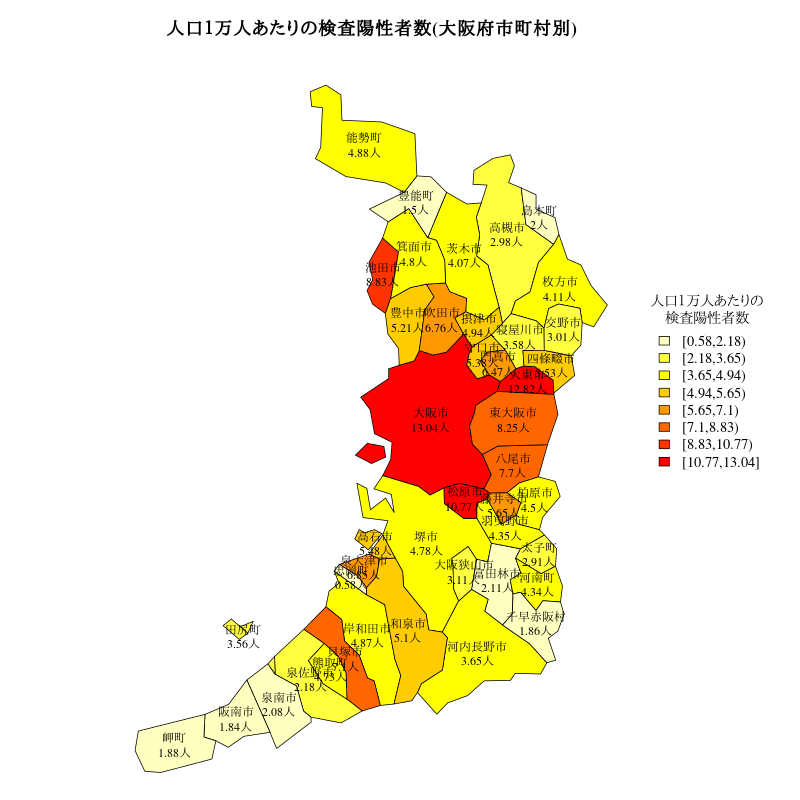 人口1万人あたりの検査陽性者数(大阪府市町村別)
能勢町
4.88人
豊能町
1.5人
島本町
2人
高槻市
2.98人
箕面市
4.8人
茨木市
4.07人
池田市
8.83人
枚方市
4.11人
豊中市
5.21人
吹田市
6.76人
摂津市
4.94人
寝屋川市
3.58人
交野市
3.01人
守口市
5.38人
門真市
6.47人
四條畷市
大東市
12.82人
大阪市
13.04人
東大阪市
8.25人
八尾市
7.7人
松原市
10.77人
藤井寺市
5.65人
柏原市
4.5人
羽曳野市
4.35人
高石市
5.48人
堺市
4.78人
泉大津市
6.85人
忠岡町
0.58人
大阪狭山市
3.11人
富田林市
2.11人
太子町
2.91人
河南町
4.34人
千早赤阪村
1.86人
田尻町
3.56人
岸和田市
4.87人
和泉市
5.1人
河内長野市
3.65人
貝塚市
7.1人
熊取町
4.73人
泉佐野市
2.18人
泉南市
2.08人
阪南市
1.84人
岬町
1.88人
人口1万人あたりの
検査陽性者数
[0.58,2.18)
[2.18,3.65)
[3.65,4.94)
[4.94,5.65)
[5.65,7.1)
[7.1,8.83)
[8.83,10.77)
[10.77,13.04]